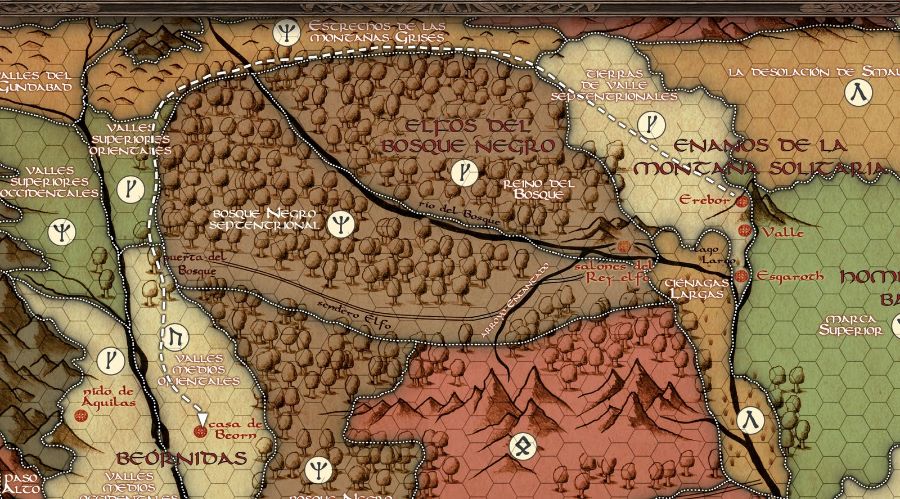 Estrechos de las
montañas Grises
Valles del
Gundabad
tierras
de valle
septentrionales
la desolación de Smau
valles
superiores
orientales
Elfos del
Bosque Negro
Enanos de la
montaña solitaria
valles
superiores
occidentales
reino del
bosque
Erebor
bosque negro
septentrional
río del Bosque
Valle
puerta del
Bosque
lago
Largo
salones del
Rey elfo
Esgaroth
ciénagas
Largas
Homb
Ba
sendero Elfo
arroyo encantado
marca
Superior
valles
medios
orientales
nido de
Águilas
casa de
Beorn
Beórnidas
paso
Alto
valles
medios
occidentales
bosque Negro